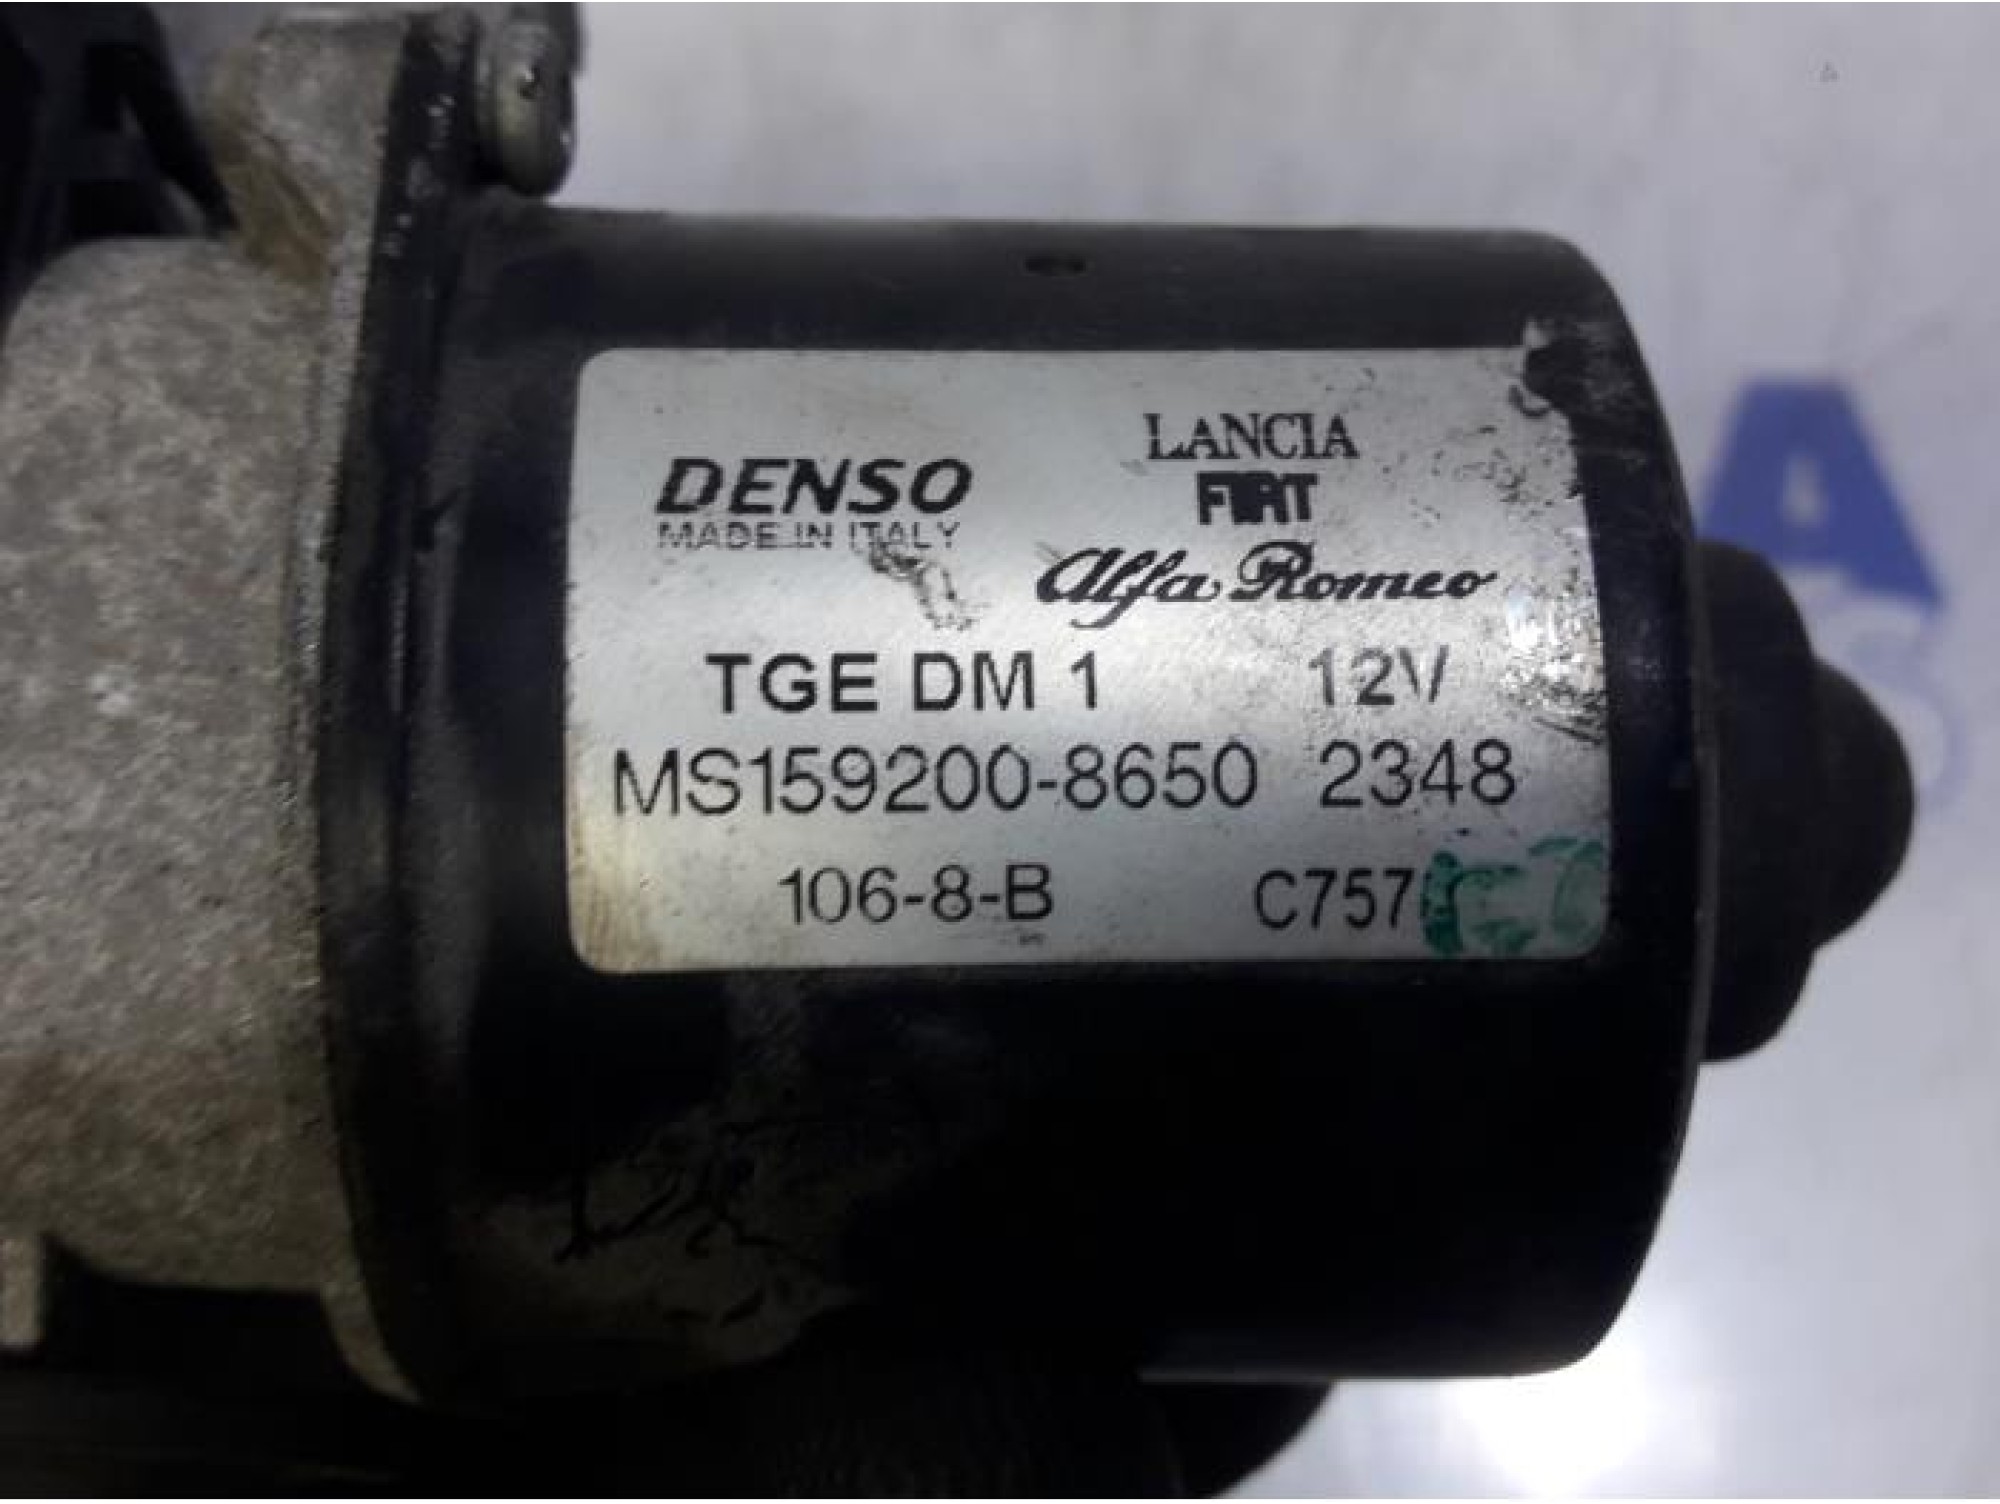 DENSO
MADE IN ITALY
LANCIA
FIAT
Alfa Romeo
TGE DM 1 12V
MS159200-8650 2348
106-8-B C757
A